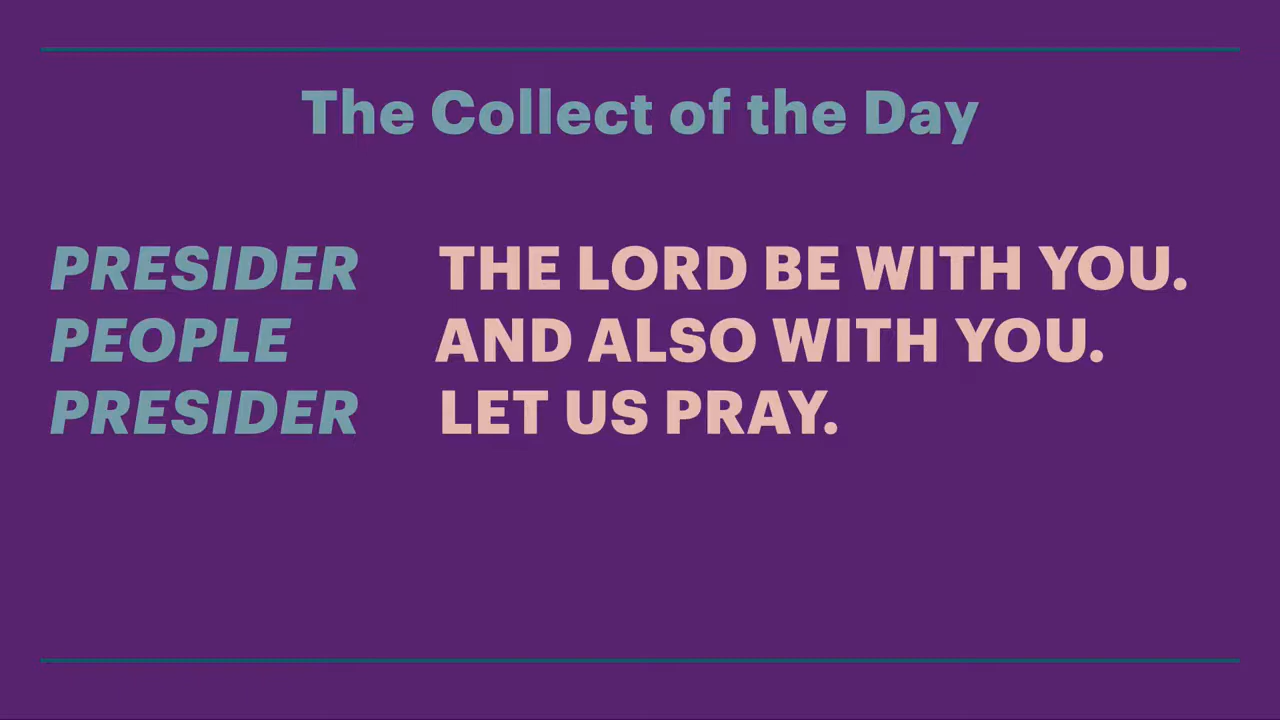 The Collect of the Day
PRESIDER THE LORD BE WITH YOU.
PEOPLE AND ALSO WITH YOU.
PRESIDER LET US PRAY.